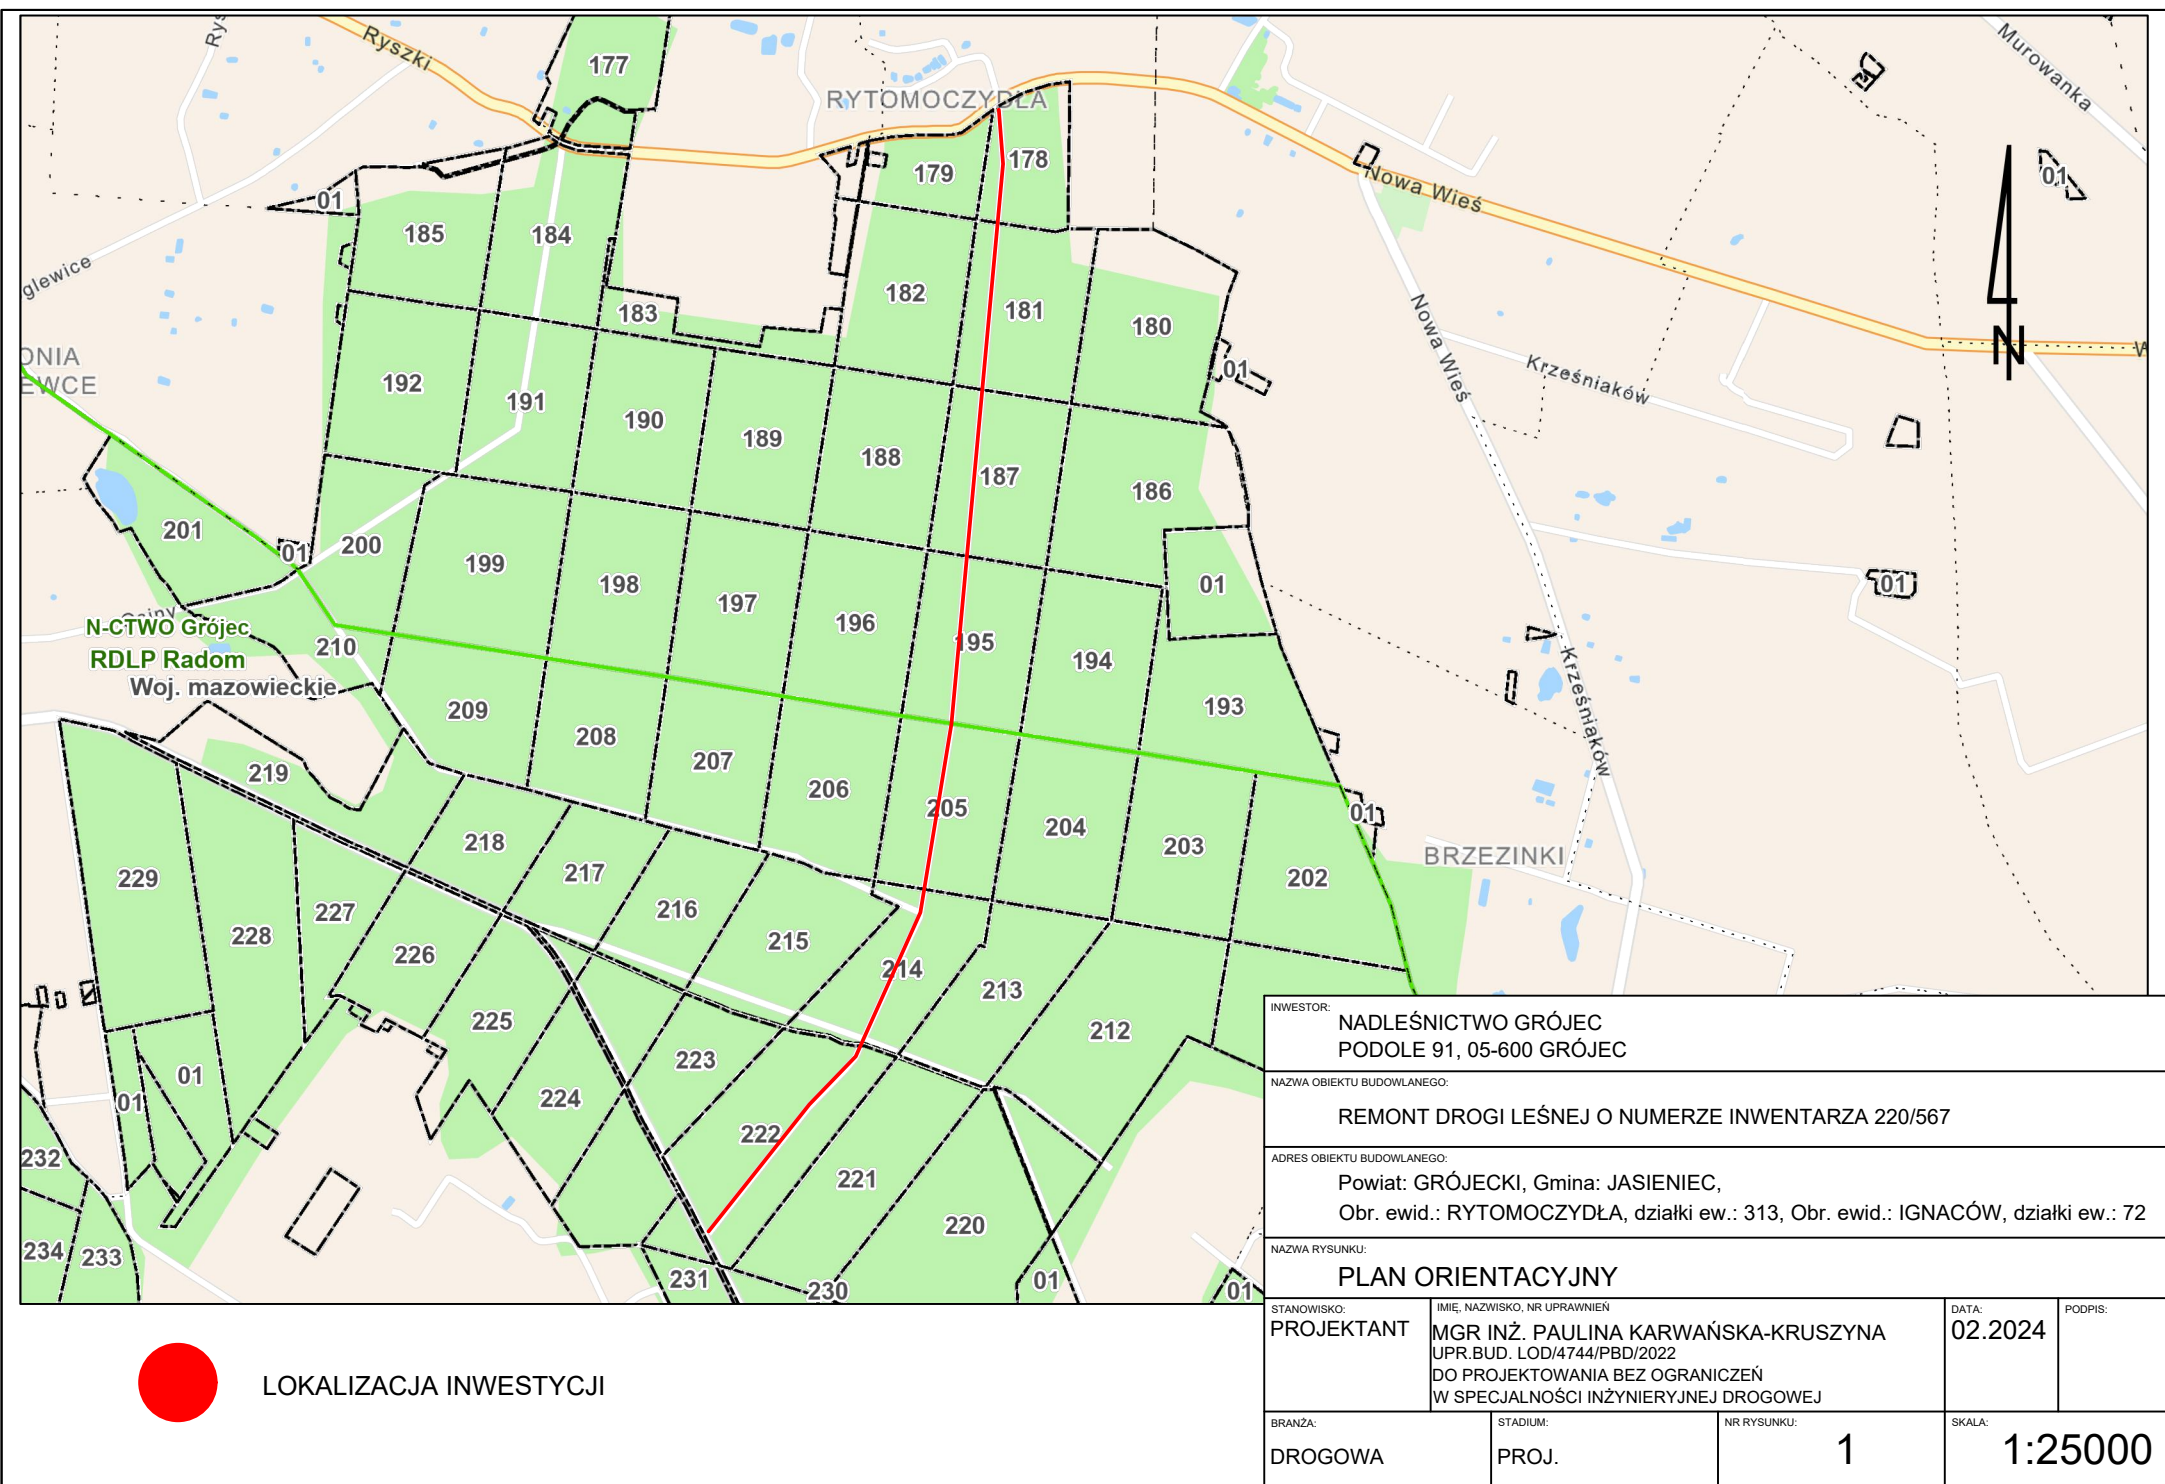 Ryszki
177
RYTOMOCZYDŁA
Murowanka
Rys
179
178
Nowa Wieś
01
01
185
184
glewice
182
181
180
183
Nowa Wieś
Krześniaków
N
W
ONIA
EWCE
192
191
190
189
188
187
186
01
201
01
200
199
198
197
196
195
194
193
01
01
Osiny
N-CTWO Grójec
RDLP Radom
Woj. mazowieckie
210
209
208
207
206
205
204
203
202
01
Krześniaków
BRZEZINKI
219
218
217
216
215
214
213
212
229
228
227
226
225
224
223
222
221
220
01
01
232
234
233
231
230
01
01
INWESTOR:
NADLEŚNICTWO GRÓJEC
PODOLE 91, 05-600 GRÓJEC
NAZWA OBIEKTU BUDOWLANEGO:
REMONT DROGI LEŚNEJ O NUMERZE INWENTARZA 220/567
ADRES OBIEKTU BUDOWLANEGO:
Powiat: GRÓJECKI, Gmina: JASIENIEC,
Obr. ewid.: RYTOMOCZYDŁA, działki ew.: 313, Obr. ewid.: IGNACÓW, działki ew.: 72
NAZWA RYSUNKU:
PLAN ORIENTACYJNY
STANOWISKO:
PROJEKTANT
IMIĘ, NAZWISKO, NR UPRAWNIEŃ
MGR INŻ. PAULINA KARWAŃSKA-KRUSZYNA
UPR.BUD. LOD/4744/PBD/2022
DO PROJEKTOWANIA BEZ OGRANICZEŃ
W SPECJALNOŚCI INŻYNIERYJNEJ DROGOWEJ
DATA:
02.2024
PODPIS:
BRANŻA:
DROGOWA
STADIUM:
PROJ.
NR RYSUNKU:
1
SKALA:
1:25000
LOKALIZACJA INWESTYCJI